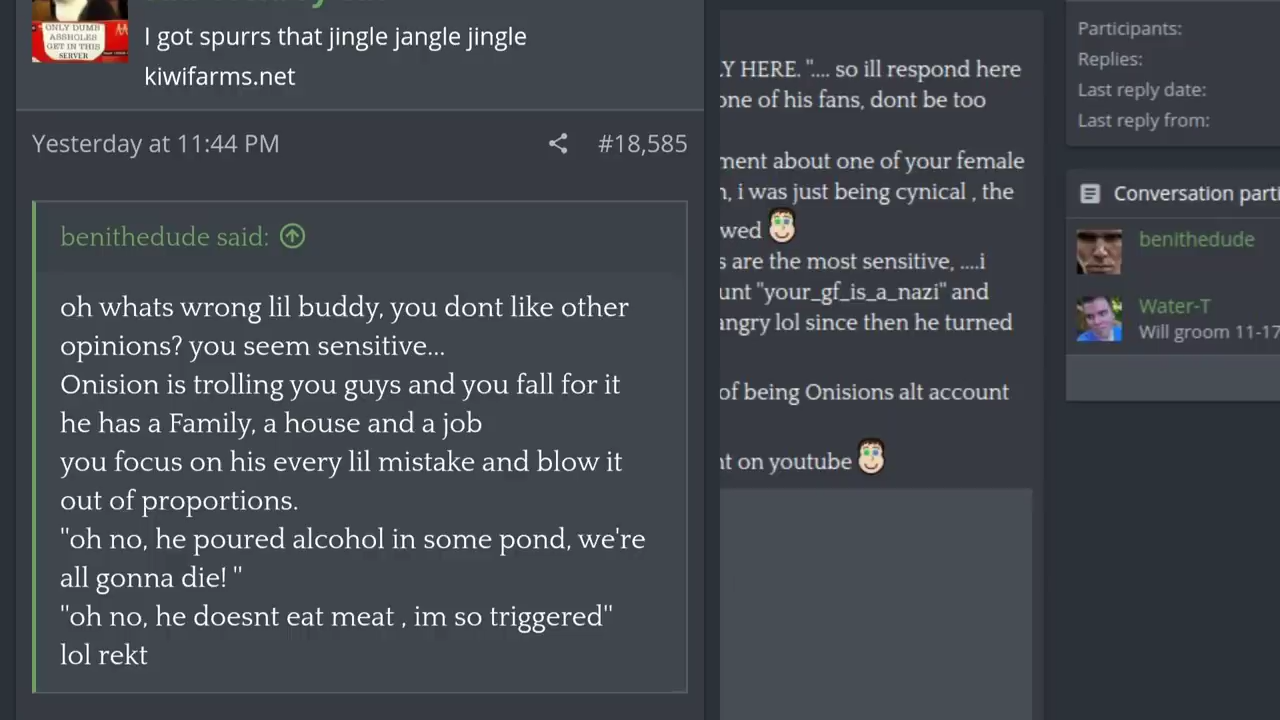 ONLY DUMB
ASSHOLES
GET IN THIS
SERVER
I got spurrs that jingle jangle jingle
kiwifarms.net
Yesterday at 11:44 PM
#18,585
benithedude said:
oh whats wrong lil buddy, you dont like other
opinions? you seem sensitive...
Onision is trolling you guys and you fall for it
he has a Family, a house and a job
you focus on his every lil mistake and blow it
out of proportions.
"oh no, he poured alcohol in some pond, we're
all gonna die! "
"oh no, he doesnt eat meat , im so triggered"
lol rekt
Y HERE. ".... so ill respond here
one of his fans, dont be too
ment about one of your female
, i was just being cynical , the
wed
s are the most sensitive, ....i
unt "your_gf_is_a_nazi" and
angry lol since then he turned
of being Onisions alt account
t on youtube
Participants:
Replies:
Last reply date:
Last reply from:
Conversation parti
benithedude
Water-T
Will groom 11-17